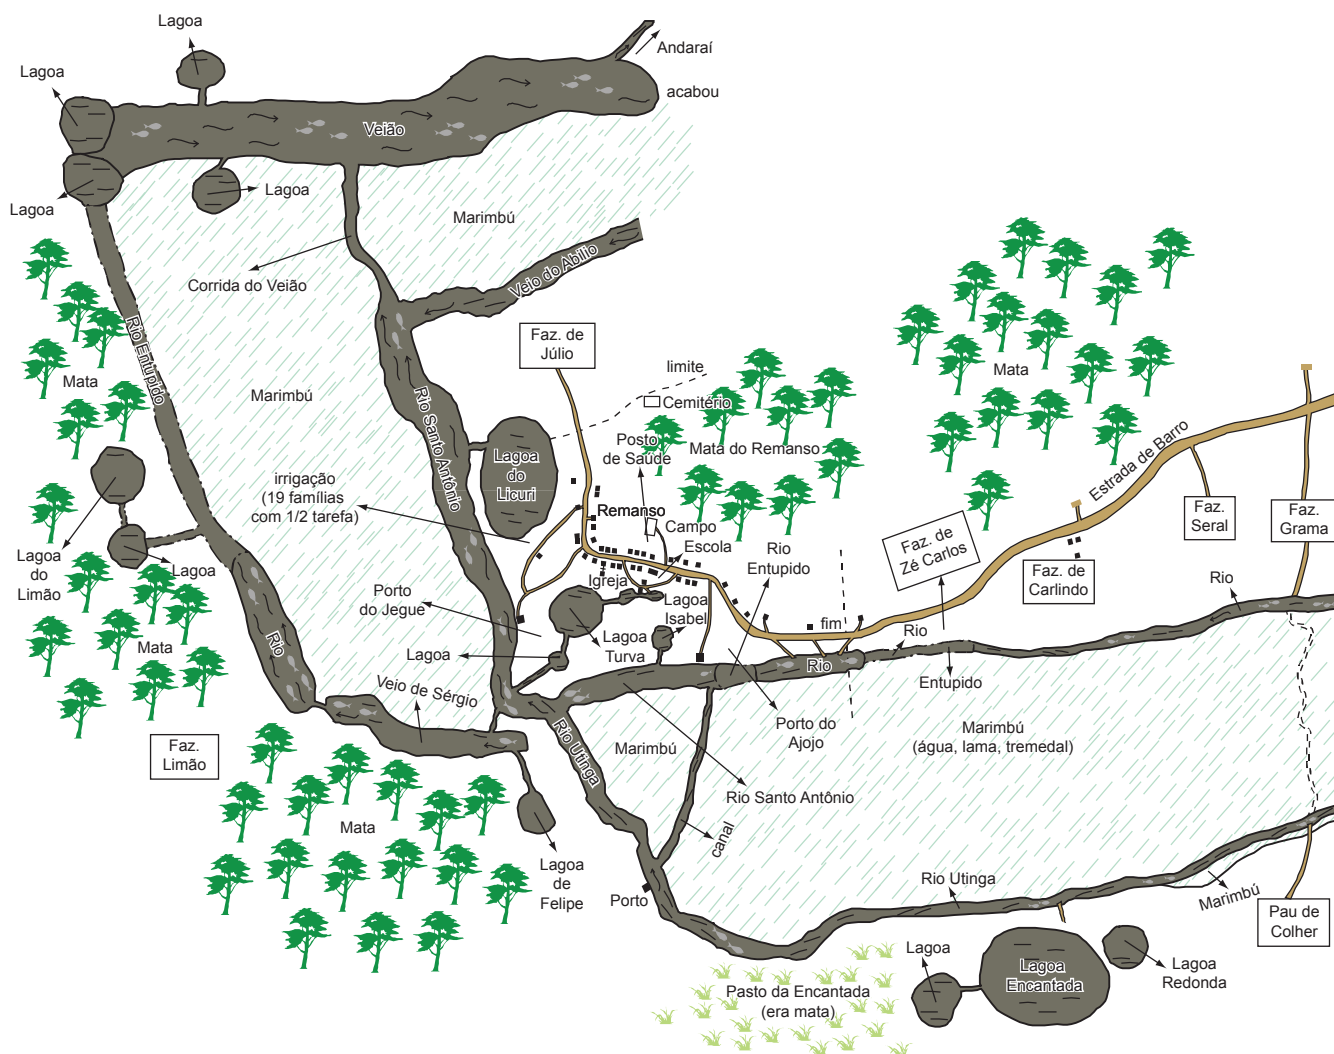 Lagoa
Andaraí
Lagoa
acabou
Veião
Lagoa
Lagoa
Marimbú
Veio do Abílio
Corrida do Veião
Rio Entupido
Faz. de
Júlio
limite
Cemitério
Mata
Mata
Marimbú
Rio Santo Antônio
Mata do Remanso
Posto
de Saúde
Estrada de Barro
Lagoa
do
Licuri
irrigação
(19 famílias
com 1/2 tarefa)
Remanso
Campo
Escola
Rio
Entupido
Faz. de
Zé Carlos
Faz.
Seral
Faz.
Grama
Lagoa
do
Limão
Lagoa
Igreja
Faz. de
Carlindo
Rio
Porto
do Jegue
Lagoa
Isabel
fim
Rio
Lagoa
Turva
Lagoa
Rio
Mata
Rio
Entupido
Veio de Sérgio
Porto do
Ajojo
Marimbú
(água, lama, tremedal)
Marimbú
Rio Utinga
Faz.
Limão
Rio Santo Antônio
Mata
canal
Lagoa
de
Felipe
Porto
Rio Utinga
Marimbú
Pau de
Colher
Lagoa
Lagoa
Encantada
Lagoa
Redonda
Pasto da Encantada
(era mata)